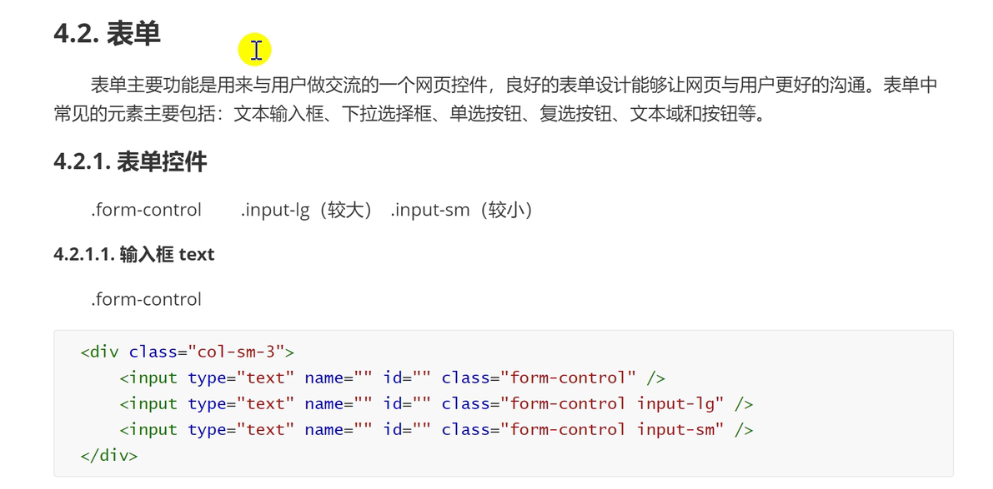 4.2. 表单
表单主要功能是用来与用户做交流的一个网页控件，良好的表单设计能够让网页与用户更好的沟通。表单中
常见的元素主要包括：文本输入框、下拉选择框、单选按钮、复选按钮、文本域和按钮等。
4.2.1. 表单控件
.form-control .input-lg（较大） .input-sm（较小）
4.2.1.1. 输入框 text
.form-control
<div class="col-sm-3">
<input type="text" name="" id="" class="form-control" />
<input type="text" name="" id="" class="form-control input-lg" />
<input type="text" name="" id="" class="form-control input-sm" />
</div>